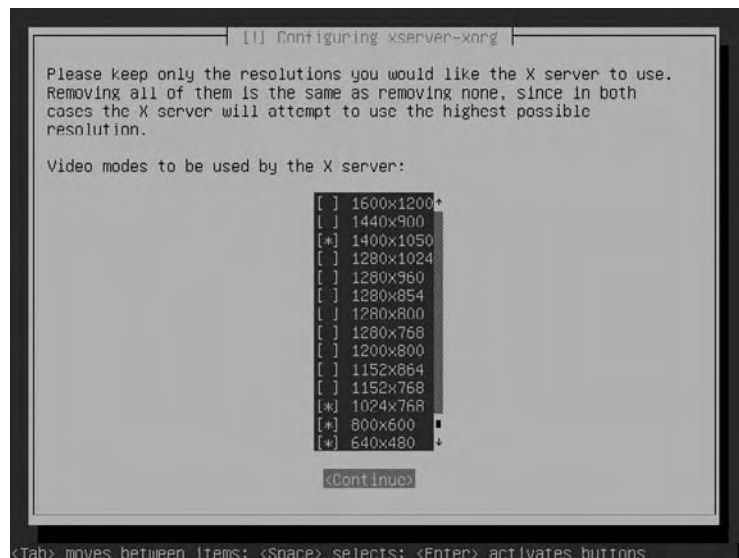 [!] Configuring xserver-xorg
Please keep only the resolutions you would like the X server to use.
Removing all of them is the same as removing none, since in both
cases the X server will attempt to use the highest possible
resolution.
Video modes to be used by the X server:
[ ] 1600x1200
[ ] 1440x900
[*] 1400x1050
[ ] 1280x1024
[ ] 1280x960
[ ] 1280x854
[ ] 1280x800
[ ] 1280x768
[ ] 1200x800
[ ] 1152x864
[ ] 1152x768
[*] 1024x768
[*] 800x600
[*] 640x480
<Continue>
<Tab> moves between items; <Space> selects; <Enter> activates buttons